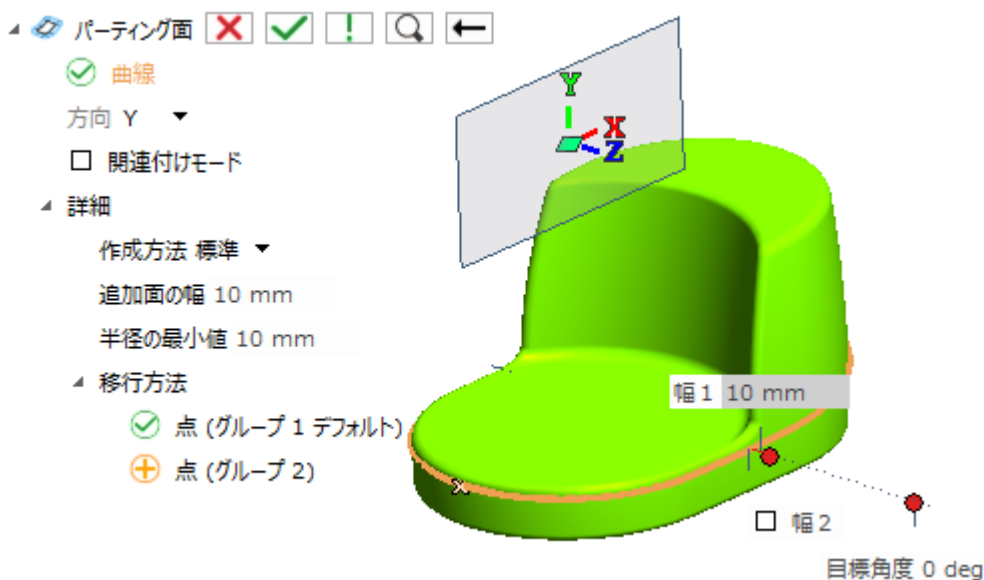 パーティング面
曲線
方向 Y
関連付けモード
詳細
作成方法 標準
追加面の幅 10 mm
半径の最小値 10 mm
移行方法
点 (グループ 1 デフォルト)
点 (グループ 2)
Y
X
Z
幅 1 10 mm
幅 2
目標角度 0 deg